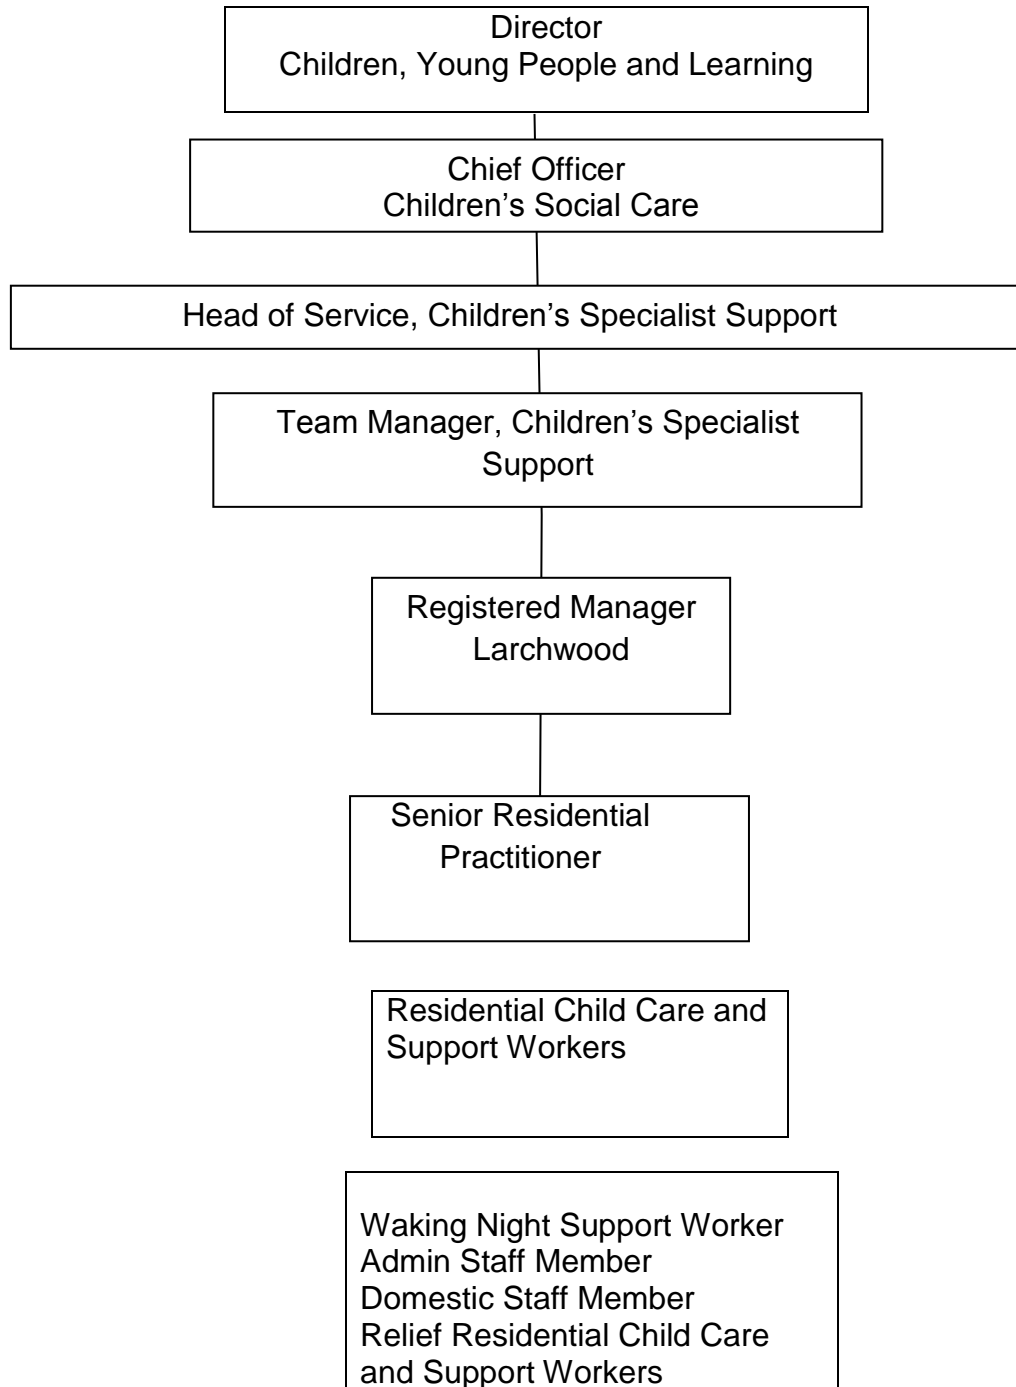 Director
Children, Young People and Learning
Chief Officer
Children’s Social Care
Head of Service, Children’s Specialist Support
Team Manager, Children’s Specialist
Support
Registered Manager
Larchwood
Senior Residential
Practitioner
Residential Child Care and
Support Workers
Waking Night Support Worker
Admin Staff Member
Domestic Staff Member
Relief Residential Child Care
and Support Workers